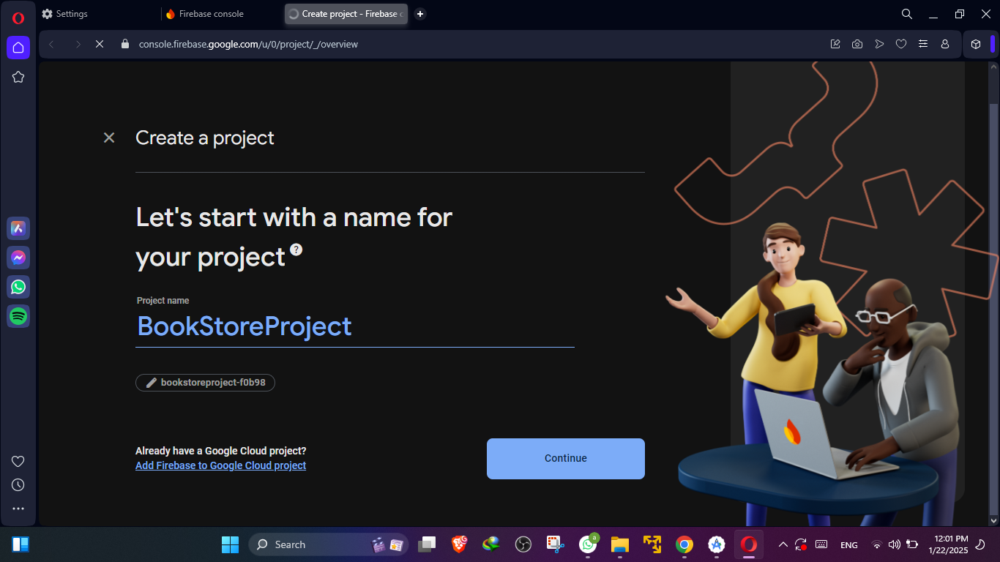 Settings
Firebase console
Create project - Firebase c
console.firebase.google.com/u/0/project/_/overview
Create a project
Let's start with a name for
your project
?
Project name
BookStoreProject
bookstoreproject-f0b98
Already have a Google Cloud project?
Add Firebase to Google Cloud project
Continue
Search
a
ENG
12:01 PM
1/22/2025